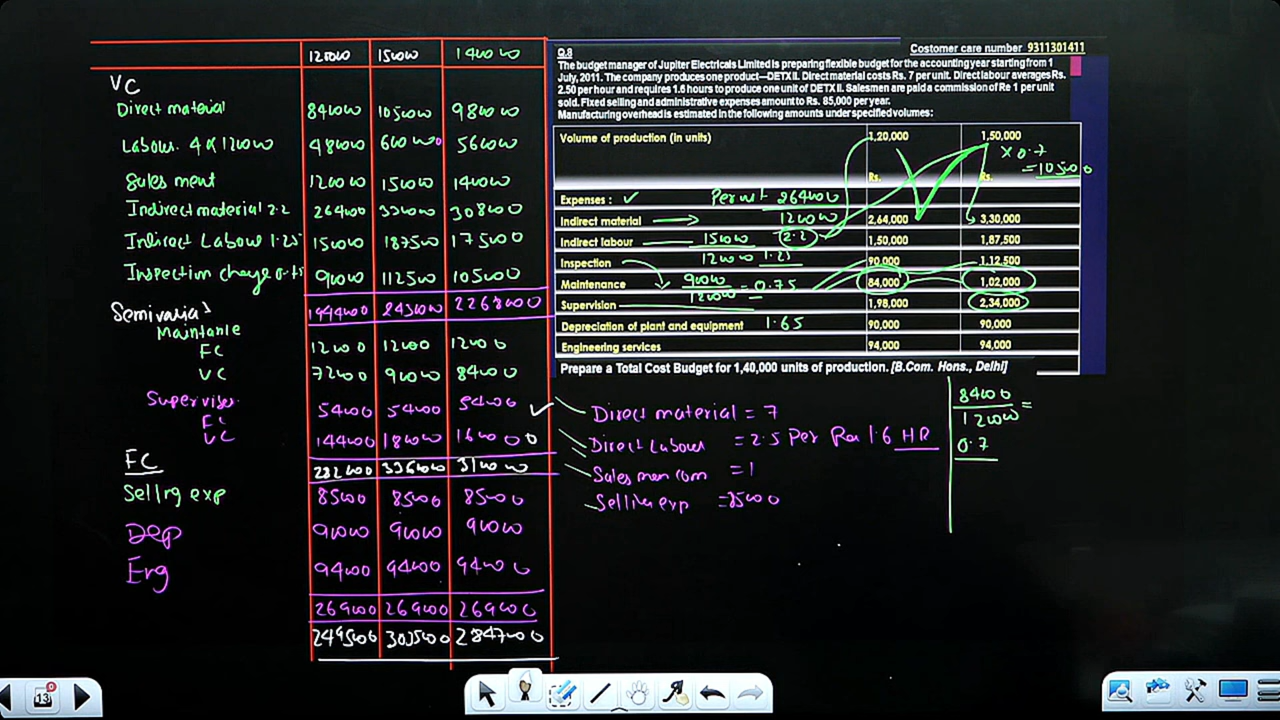 120000 150000 140000
VC
Direct material 840000 1050000 980000
Labour. 4 x 120000 480000 600000 560000
Sales ment 120000 150000 140000
Indirect material 2.2 264000 330000 308000
Indirect Labour 1.25 150000 187500 175000
Inspection charge 0.75 90000 112500 105000
1944000 2430000 2268000
Maintanle
FC 12000 12000 12000
VC 72000 90000 84000
54000 54000 54000
FC
VC 144000 180000 160000
FC 282000 336000
Selling exp 85000 85000 85000
Dep 90000 90000 90000
Eng 94000 94000 94000
269000 269000 269000
2495000 3035000 2847000
Costomer care number 9311301411
Q.8
The budget manager of Jupiter Electricals Limited is preparing flexible budget for the accounting year starting from 1
July, 2011. The company produces one product—DETX II. Direct material costs Rs. 7 per unit. Direct labour averages Rs.
2.50 per hour and requires 1.6 hours to produce one unit of DETX II. Salesmen are paid a commission of Re 1 per unit
sold. Fixed selling and administrative expenses amount to Rs. 85,000 per year.
Manufacturing overhead is estimated in the following amounts under specified volumes:
Volume of production (in units) 1,20,000 1,50,000
x 0.7
= 105000
Rs. Rs.
Expenses : Per unit 264000
Indirect material 120000 2,64,000 3,30,000
Indirect labour 150000 2.2 1,50,000 1,87,500
Inspection 120000 1.25 90,000 1,12,500
Maintenance 90000 = 0.75 84,000 1,02,000
120000
Supervision 1,98,000 2,34,000
Depreciation of plant and equipment 1.65 90,000 90,000
Engineering services 94,000 94,000
Prepare a Total Cost Budget for 1,40,000 units of production. [B.Com. Hons., Delhi]
Direct material = 7
Direct Labour = 2.5 Per 1.6 HR
Sales men com = 1
= 85000
84000 =
120000
0.7
13